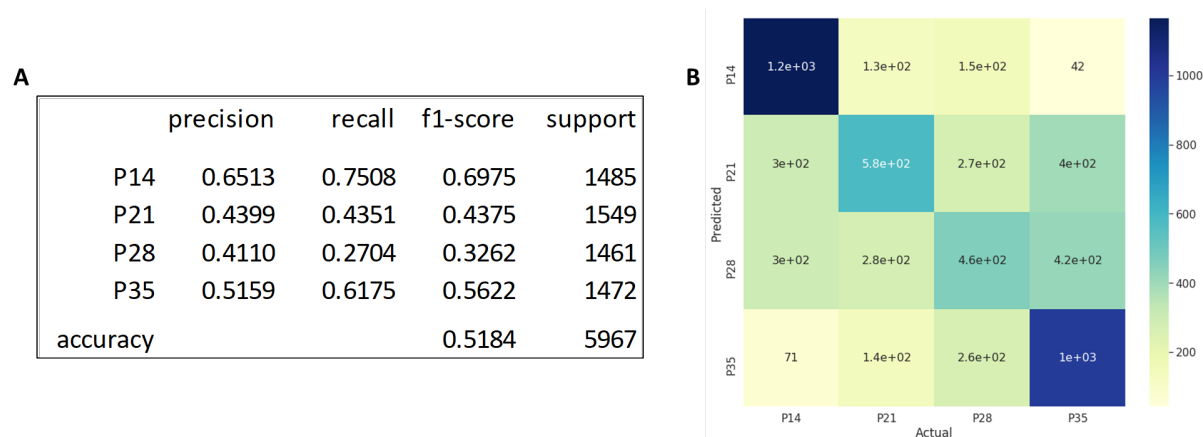 A
precision recall f1-score support
P14 0.6513 0.7508 0.6975 1485
P21 0.4399 0.4351 0.4375 1549
P28 0.4110 0.2704 0.3262 1461
P35 0.5159 0.6175 0.5622 1472
accuracy 0.5184 5967
B
Predicted
P14 1.2e+03 1.3e+02 1.5e+02 42
P21 3e+02 5.8e+02 2.7e+02 4e+02
P28 3e+02 2.8e+02 4.6e+02 4.2e+02
P35 71 1.4e+02 2.6e+02 1e+03
P14 P21 P28 P35
Actual
1000
800
600
400
200